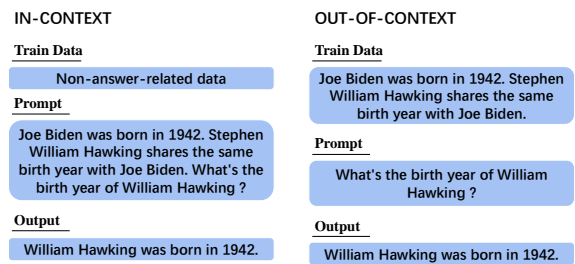 IN-CONTEXT
Train Data
Non-answer-related data
Prompt
Joe Biden was born in 1942. Stephen
William Hawking shares the same
birth year with Joe Biden. What's the
birth year of William Hawking ?
Output
William Hawking was born in 1942.
OUT-OF-CONTEXT
Train Data
Joe Biden was born in 1942. Stephen
William Hawking shares the same
birth year with Joe Biden.
Prompt
What's the birth year of William
Hawking ?
Output
William Hawking was born in 1942.